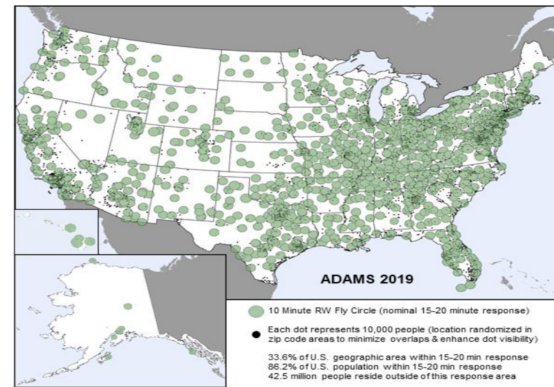 ADAMS 2019
10 Minute RW Fly Circle (nominal 15-20 minute response)
Each dot represents 10,000 people (location randomized in
zip code areas to minimize overlaps & enhance dot visibility)
33.6% of U.S. geographic area within 15-20 min response
86.2% of U.S. population within 15-20 min response
42.5 million people reside outside of this response area